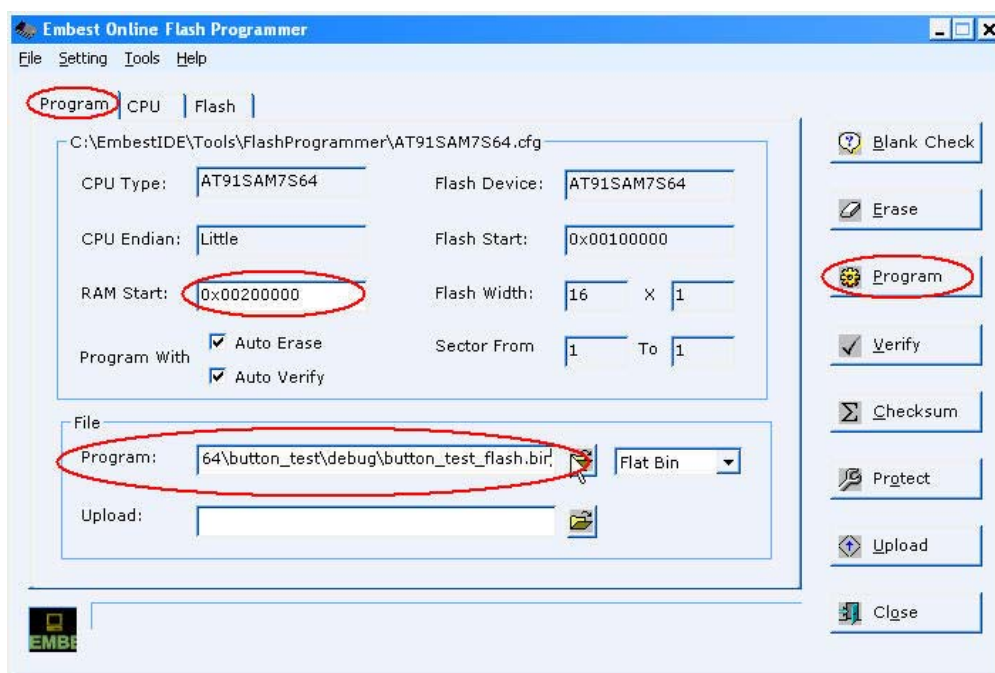 Embest Online Flash Programmer
File Setting Tools Help
Program CPU Flash
C:\EmbestIDE\Tools\FlashProgrammer\AT91SAM7S64.cfg
CPU Type: AT91SAM7S64 Flash Device: AT91SAM7S64
CPU Endian: Little Flash Start: 0x00100000
RAM Start: 0x00200000 Flash Width: 16 X 1
Program With Auto Erase Sector From 1 To 1
Auto Verify
File
Program: 64\button_test\debug\button_test_flash.bin Flat Bin
Upload:
Blank Check
Erase
Program
Verify
Checksum
Protect
Upload
Close
EMBE